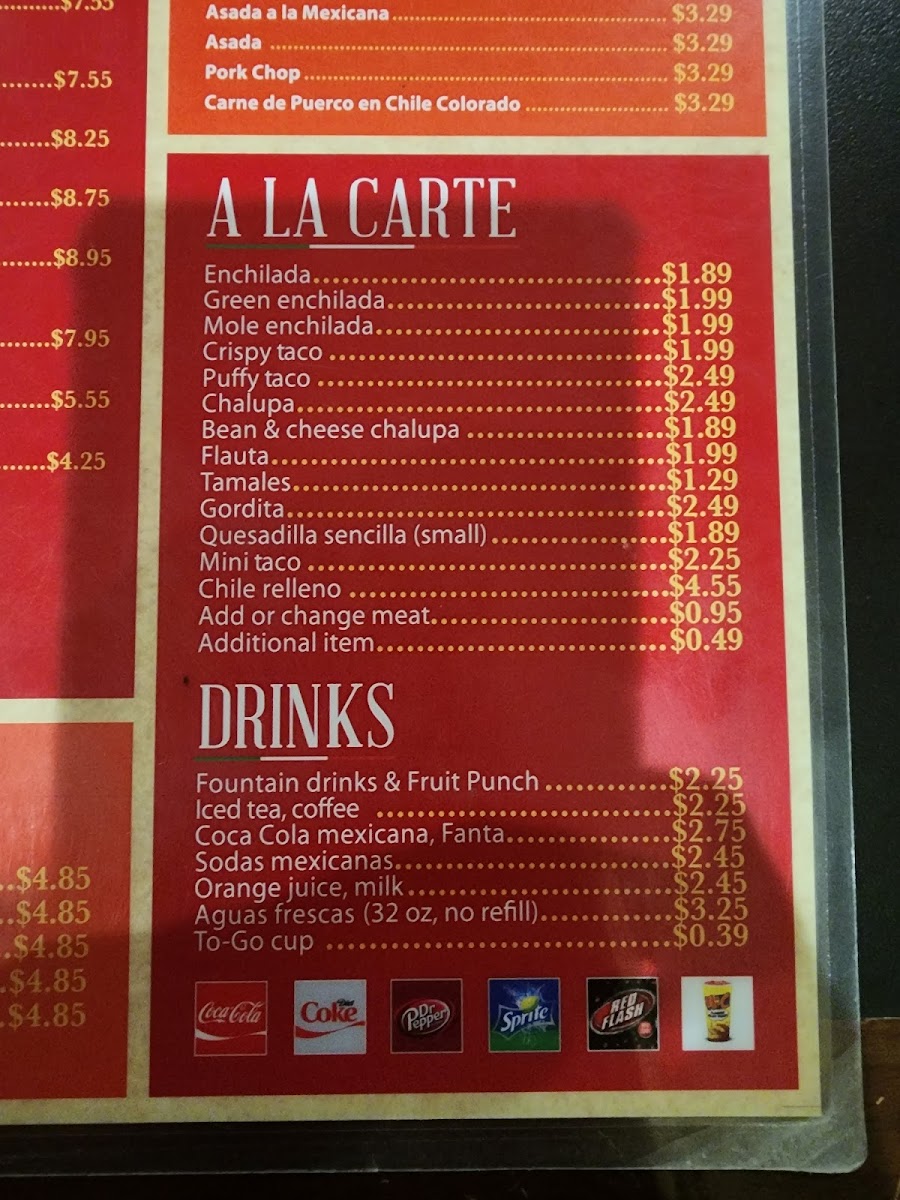 $7.55
$7.55
$8.25
$8.75
$8.95
$7.95
$5.55
$4.25
$4.85
$4.85
$4.85
$4.85
$4.85
Asada a la Mexicana $3.29
Asada $3.29
Pork Chop $3.29
Carne de Puerco en Chile Colorado $3.29
A LA CARTE
Enchilada $1.89
Green enchilada $1.99
Mole enchilada $1.99
Crispy taco $1.99
Puffy taco $2.49
Chalupa $2.49
Bean & cheese chalupa $1.89
Flauta $1.99
Tamales $1.29
Gordita $2.49
Quesadilla sencilla (small) $1.89
Mini taco $2.25
Chile relleno $4.55
Add or change meat $0.95
Additional item $0.49
DRINKS
Fountain drinks & Fruit Punch $2.25
Iced tea, coffee $2.25
Coca Cola mexicana, Fanta $2.75
Sodas mexicanas $2.45
Orange juice, milk $2.45
Aguas frescas (32 oz, no refill) $3.25
To-Go cup $0.39
Coca-Cola
Diet Coke
Dr Pepper
Sprite
RED FLASH